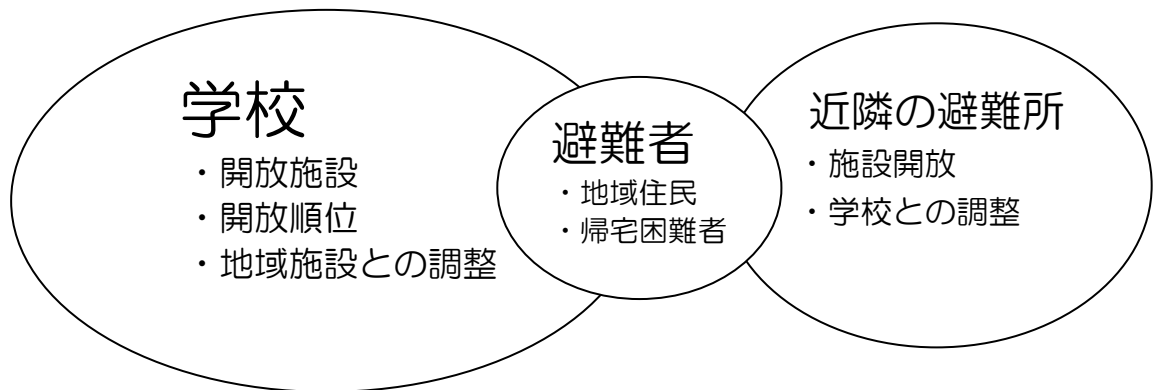 学校
・開放施設
・開放順位
・地域施設との調整
避難者
・地域住民
・帰宅困難者
近隣の避難所
・施設開放
・学校との調整